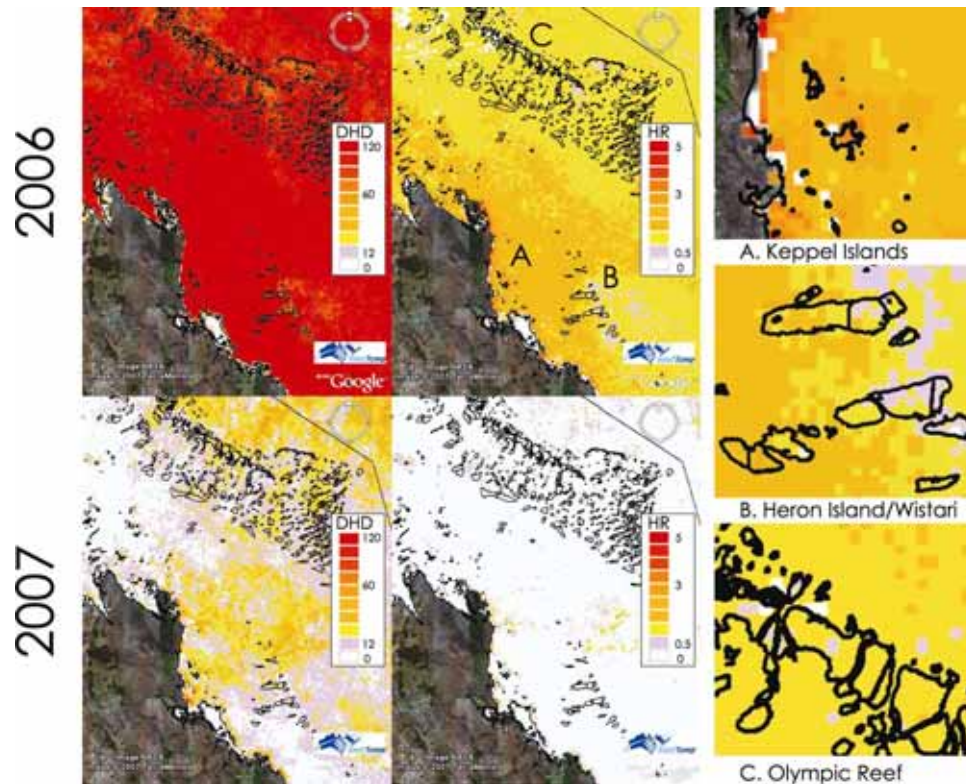 2006
C
DHD
120
60
12
0
HR
5
3
0.5
0
A
B
Google
A. Keppel Islands
B. Heron Island/Wistari
2007
DHD
120
60
12
0
HR
5
3
0.5
0
C. Olympic Reef